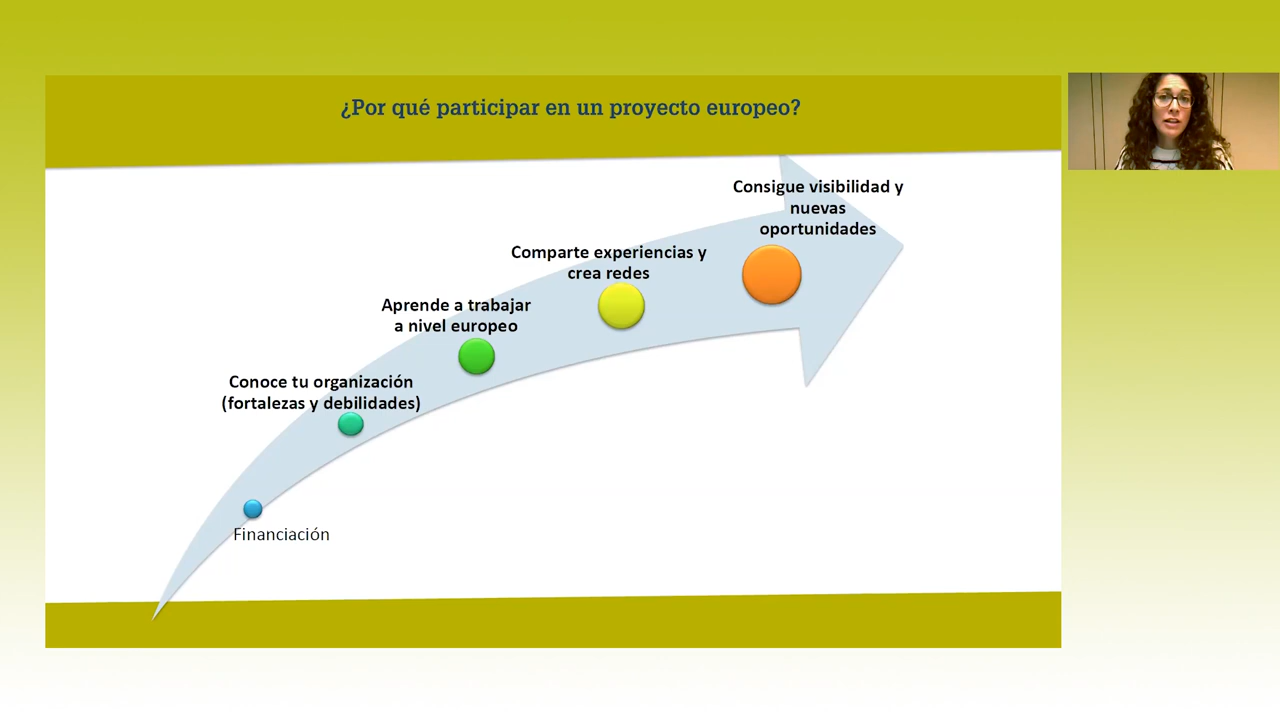 ¿Por qué participar en un proyecto europeo?
Consigue visibilidad y
nuevas
oportunidades
Comparte experiencias y
crea redes
Aprende a trabajar
a nivel europeo
Conoce tu organización
(fortalezas y debilidades)
Financiación